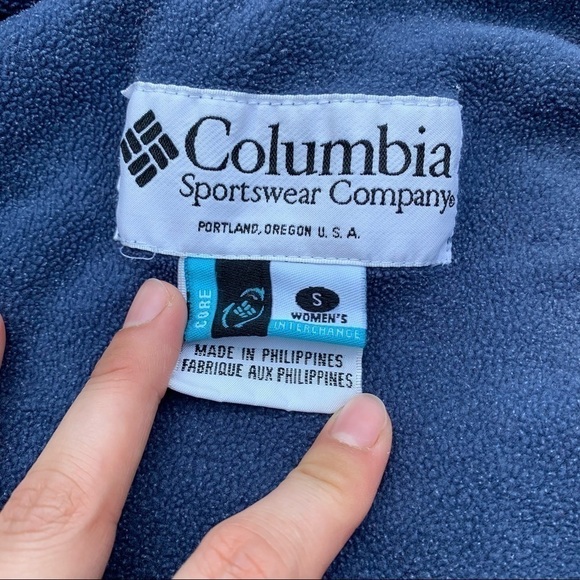 Columbia
Sportswear Company®
PORTLAND, OREGON U.S.A.
CORE
S
WOMEN'S
INTERCHANGE
MADE IN PHILIPPINES
FABRIQUE AUX PHILIPPINES